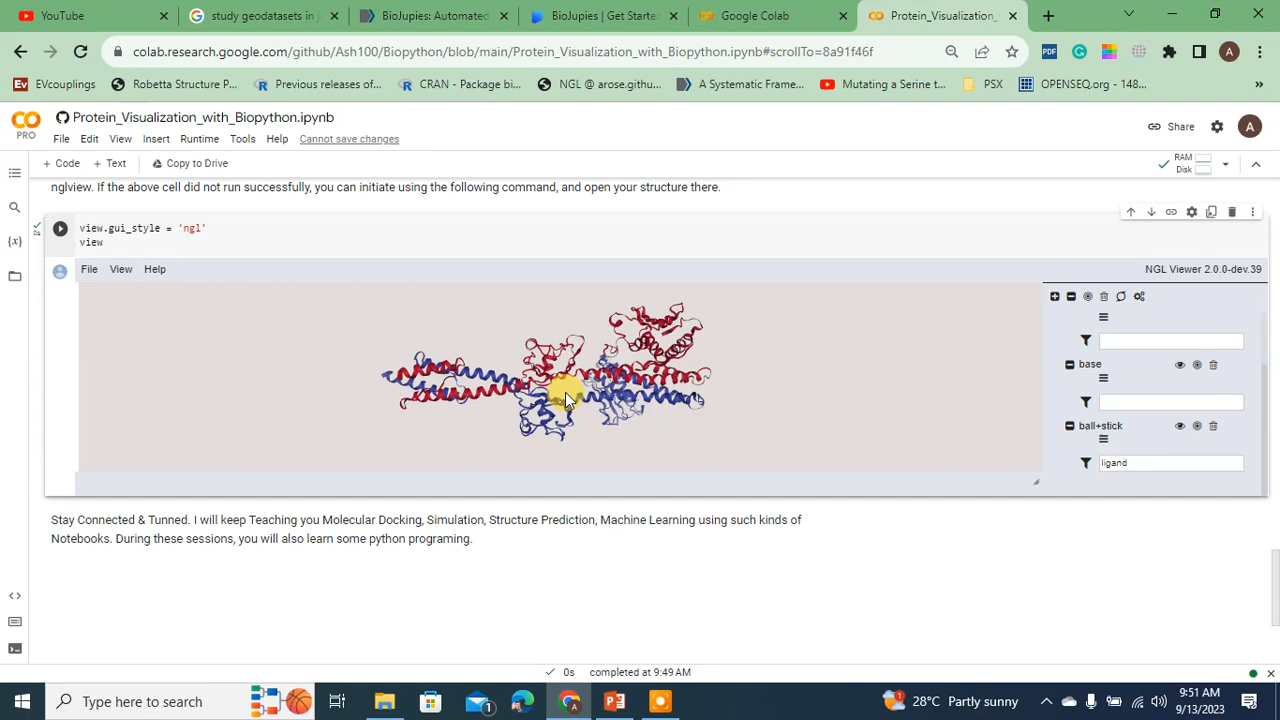 YouTube
study geodatasets in j
BioJupies: Automated
BioJupies | Get Starte
Google Colab
Protein_Visualization_
colab.research.google.com/github/Ash100/Biopython/blob/main/Protein_Visualization_with_Biopython.ipynb#scrollTo=8a91f46f
PDF
A
Ev EVcouplings
Robetta Structure P...
Previous releases of...
CRAN - Package bi...
NGL @ arose.githu...
A Systematic Frame...
Mutating a Serine t...
PSX
OPENSEQ.org - 148...
Protein_Visualization_with_Biopython.ipynb
PRO
File Edit View Insert Runtime Tools Help Cannot save changes
Share
A
+ Code + Text Copy to Drive
RAM
Disk
nglview. If the above cell did not run successfully, you can initiate using the following command, and open your structure there.
{x}
0s
view.gui_style = 'ngl'
view
File View Help
NGL Viewer 2.0.0-dev.39
base
ball+stick
ligand
Stay Connected & Tunned. I will keep Teaching you Molecular Docking, Simulation, Structure Prediction, Machine Learning using such kinds of
Notebooks. During these sessions, you will also learn some python programing.
0s completed at 9:49 AM
Type here to search
1
1
28°C Partly sunny
9:51 AM
9/13/2023